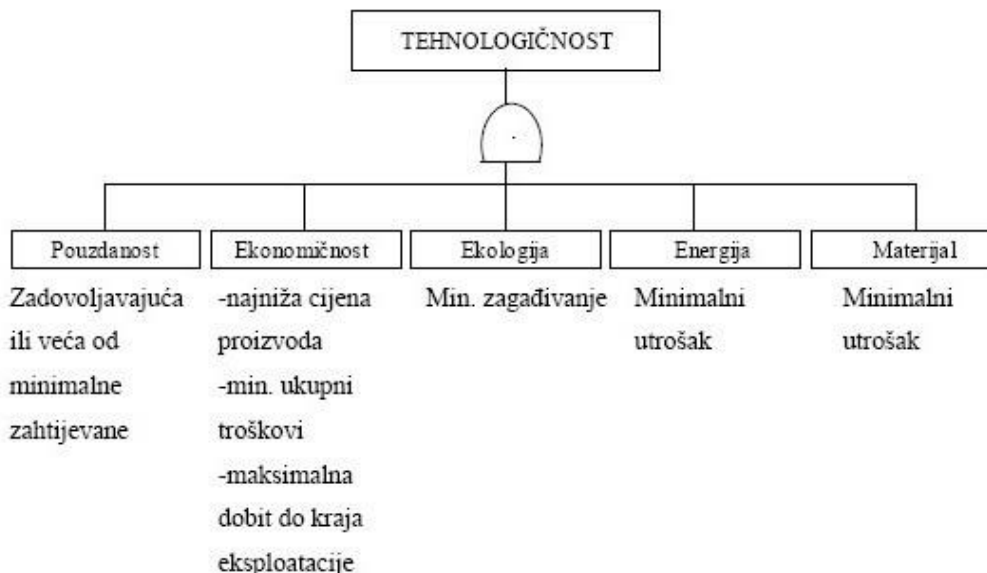 TEHNOLOGIČNOST
Pouzdanost
Ekonomičnost
Ekologija
Energija
Materijal
Zadovoljavajuća
ili veća od
minimalne
zahtijevane
-najniža cijena
proizvoda
-min. ukupni
troškovi
-maksimalna
dobit do kraja
eksploatacije
Min. zagađivanje
Minimalni
utrošak
Minimalni
utrošak